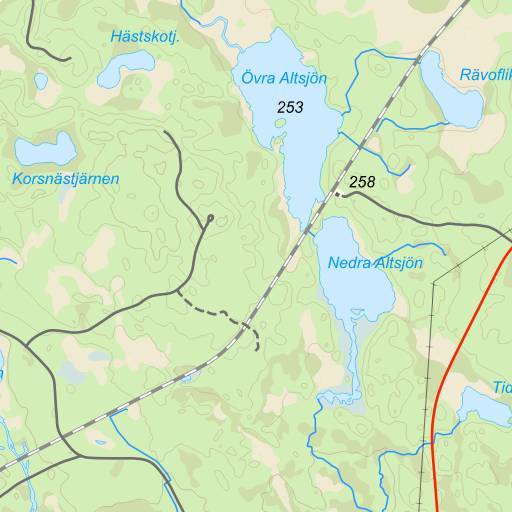 Hästskotj.
Övra Altsjön
Rävoflik
253
Korsnästjärnen
258
Nedra Altsjön
Tid
n